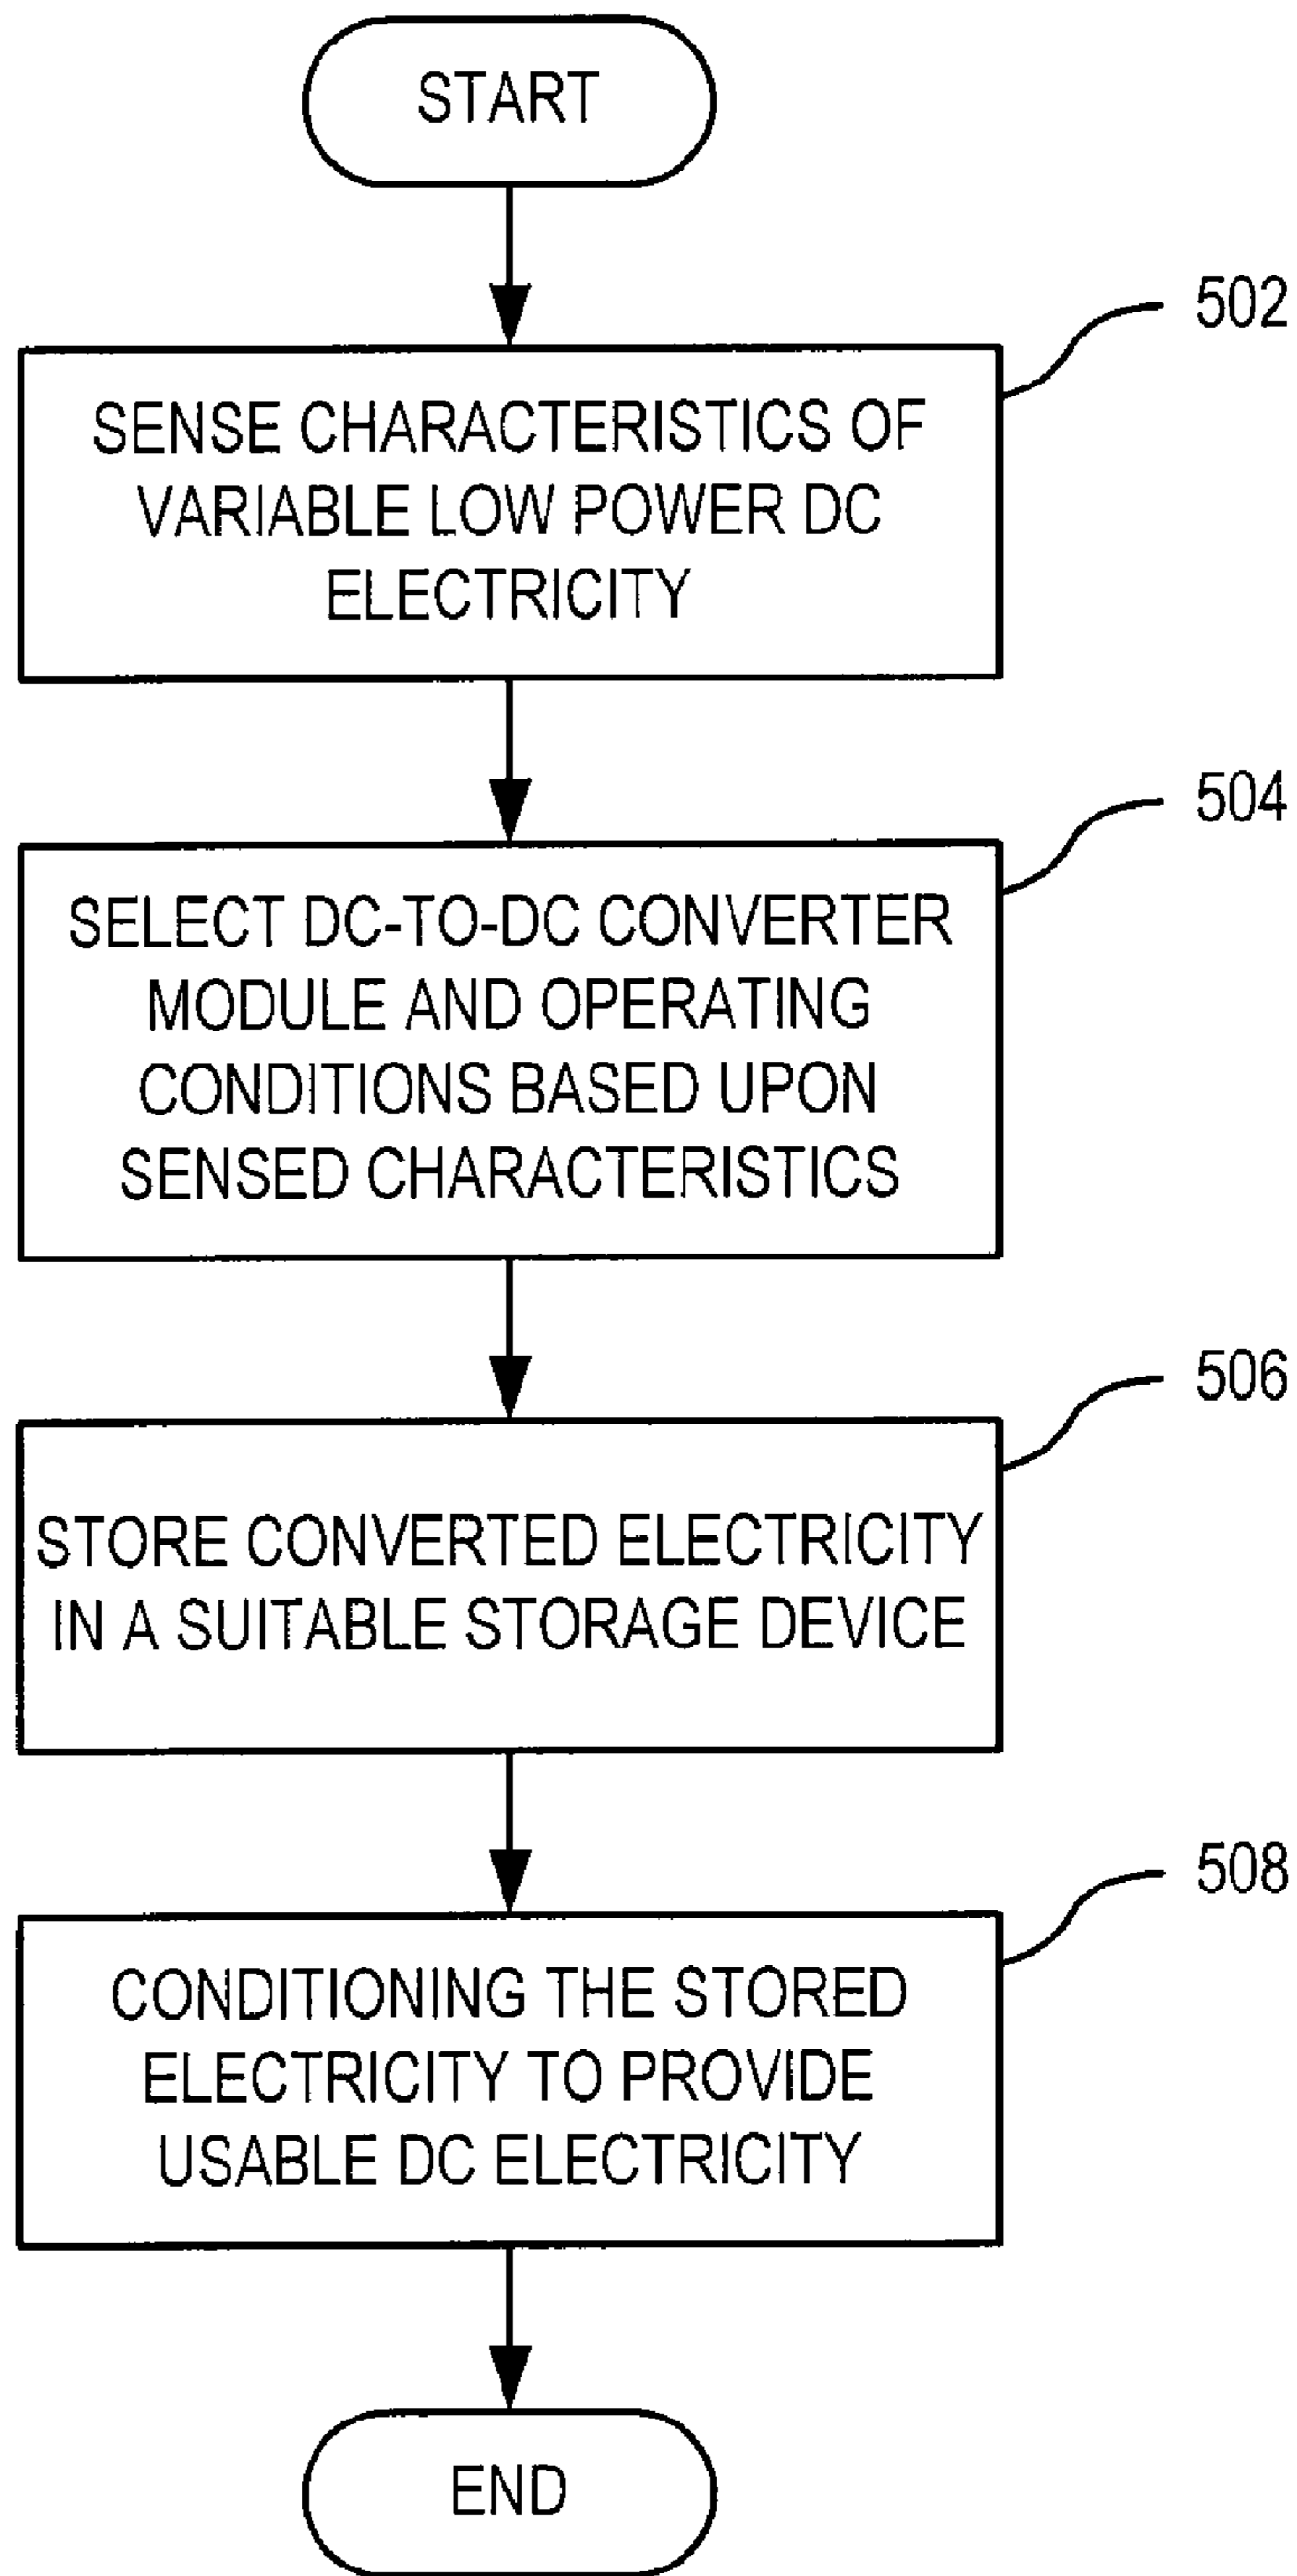 START
502
SENSE CHARACTERISTICS OF
VARIABLE LOW POWER DC
ELECTRICITY
504
SELECT DC-TO-DC CONVERTER
MODULE AND OPERATING
CONDITIONS BASED UPON
SENSED CHARACTERISTICS
506
STORE CONVERTED ELECTRICITY
IN A SUITABLE STORAGE DEVICE
508
CONDITIONING THE STORED
ELECTRICITY TO PROVIDE
USABLE DC ELECTRICITY
END